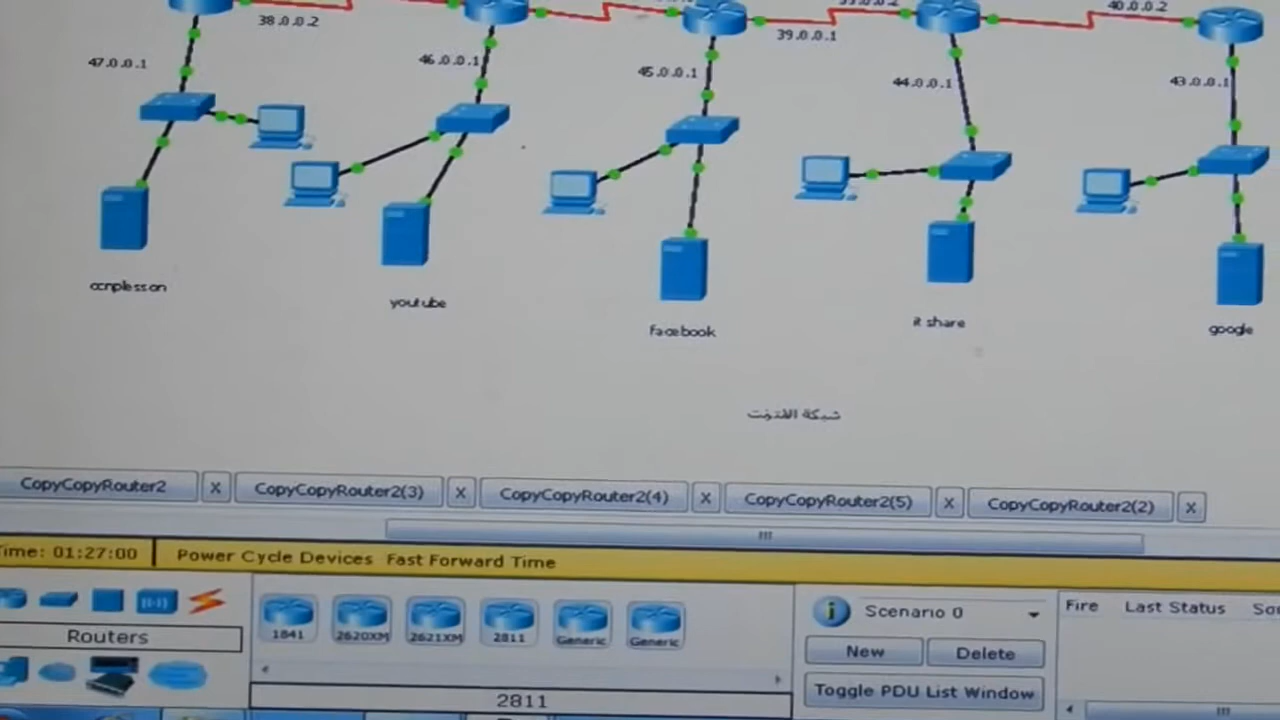 40.0.0.2
38.0.0.2
39.0.0.1
47.0.0.1
46.0.0.1
45.0.0.1
44.0.0.1
43.0.0.1
ccnplesson
youtube
facebook
it share
google
شبكة الانترنت
CopyCopyRouter2 X CopyCopyRouter2(3) X CopyCopyRouter2(4) X CopyCopyRouter2(5) X CopyCopyRouter2(2) X
Time: 01:27:00 Power Cycle Devices Fast Forward Time
Routers
1841 2620XM 2621XM 2811 Generic Generic
2811
i Scenario 0
New Delete
Toggle PDU List Window
Fire Last Status